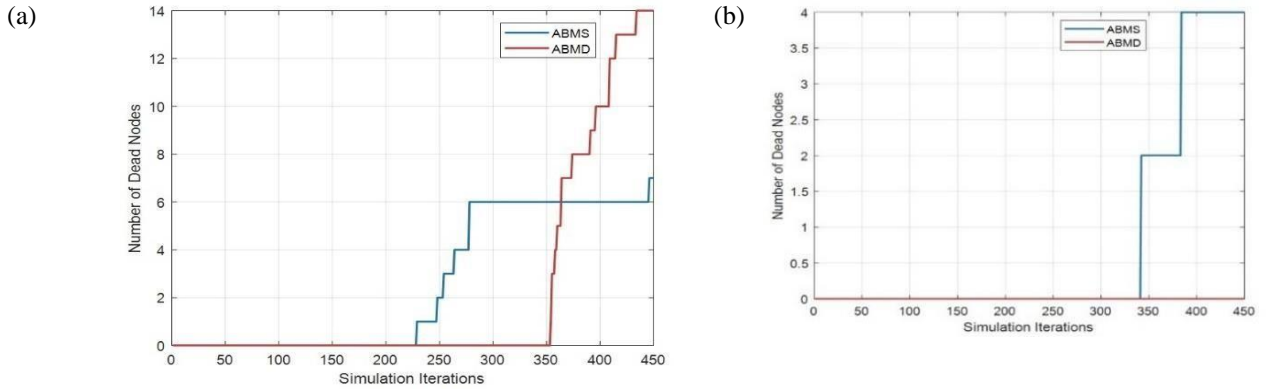 (a)
14
12
10
8
6
4
2
0
Number of Dead Nodes
ABMS
ABMD
0 50 100 150 200 250 300 350 400 450
Simulation Iterations
(b)
4
3.5
3
2.5
2
1.5
1
0.5
0
Number of Dead Nodes
ABMS
ABMD
0 50 100 150 200 250 300 350 400 450
Simulation Iterations